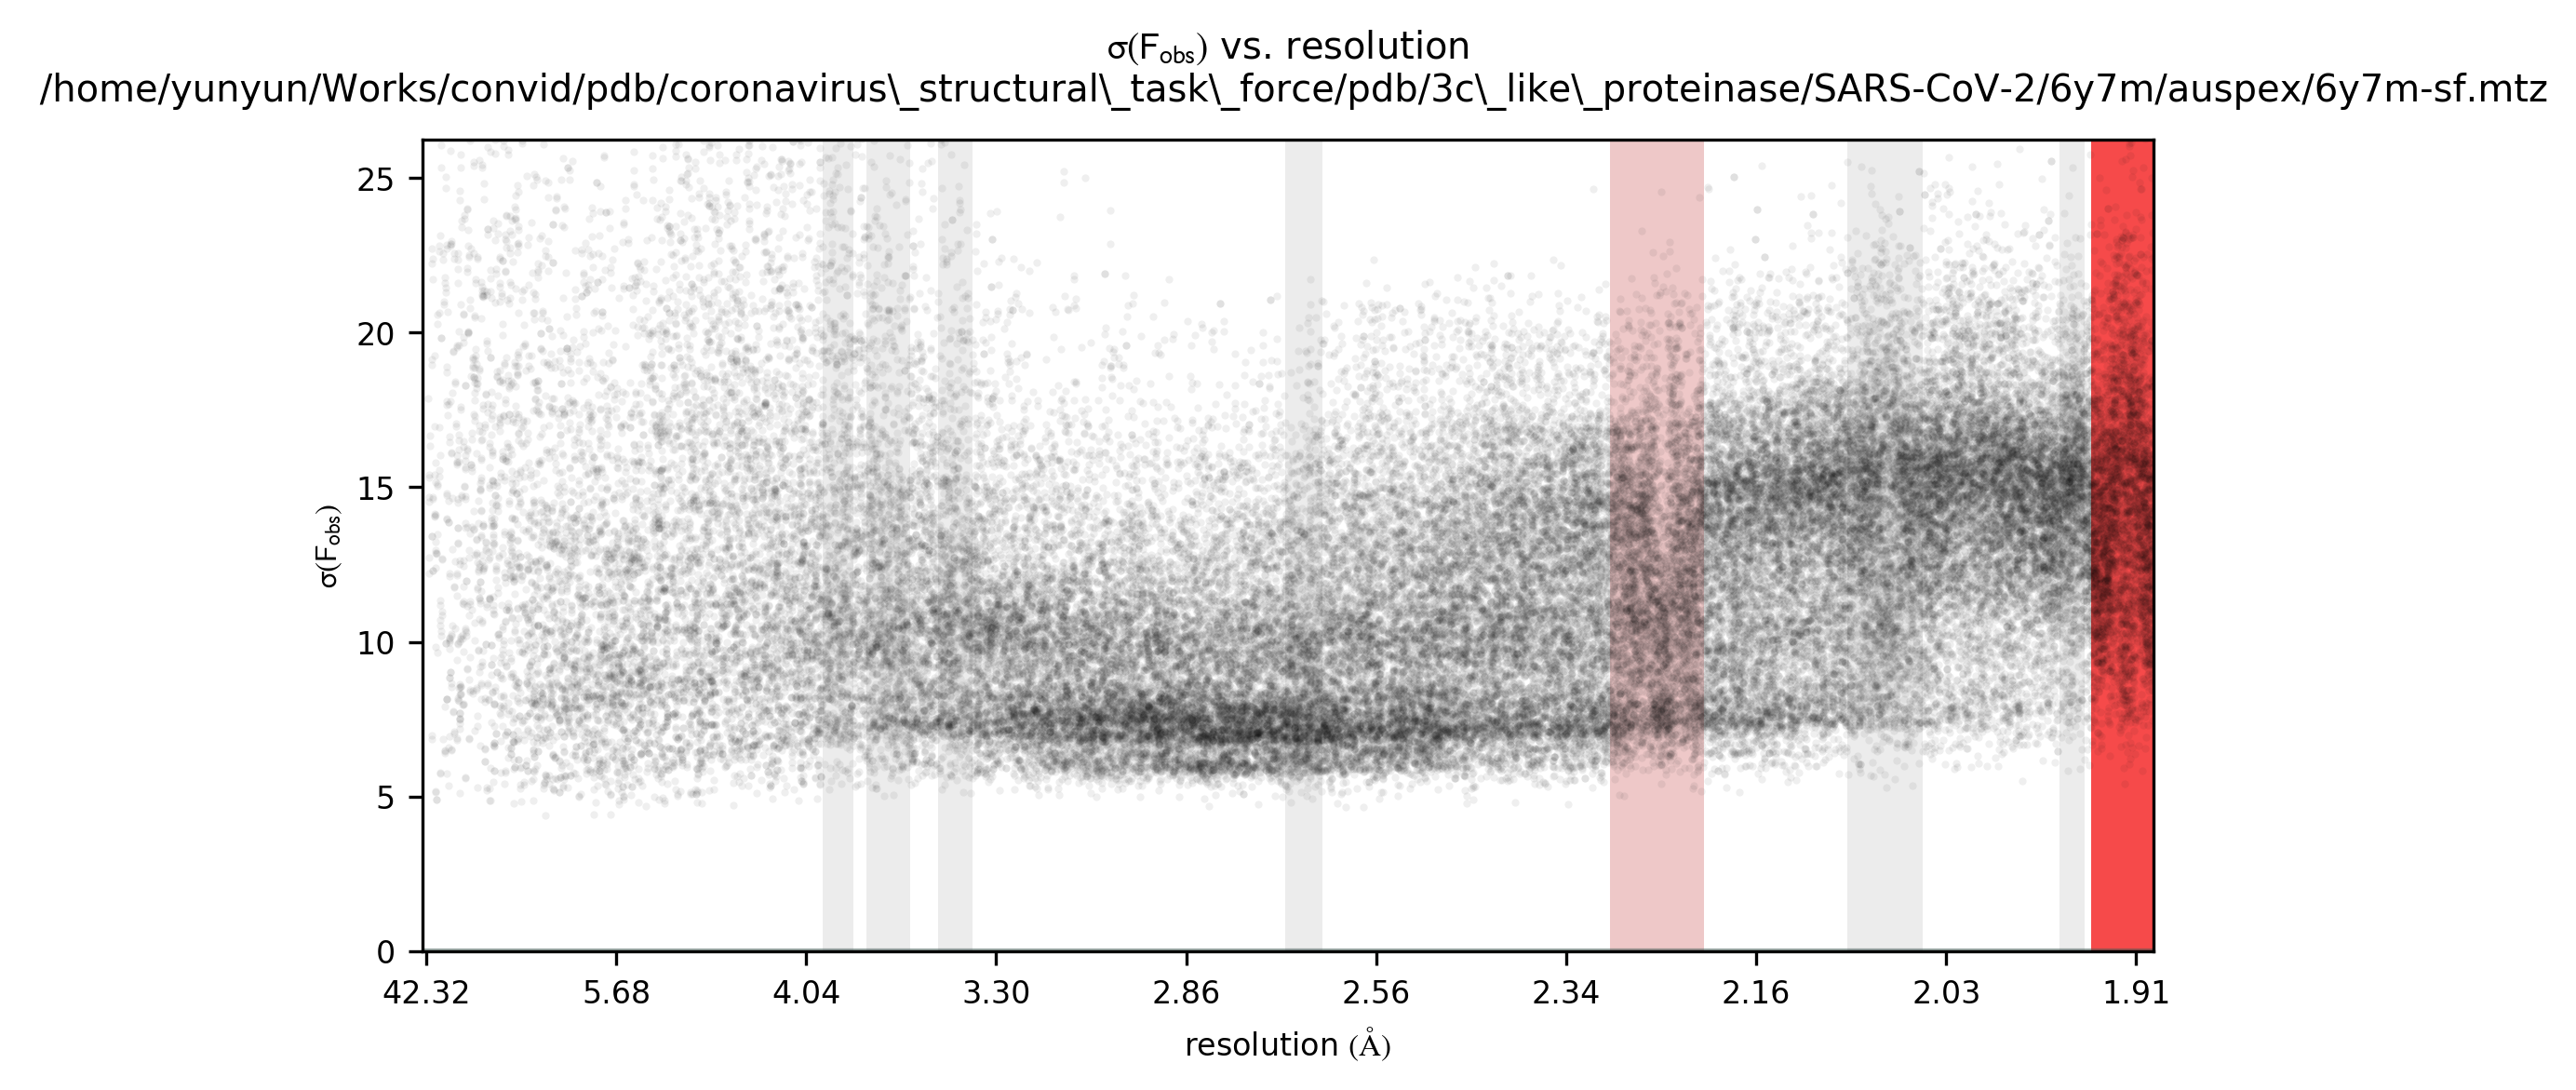 σ(Fobs) vs. resolution
/home/yunyun/Works/convid/pdb/coronavirus\_structural\_task\_force/pdb/3c\_like\_proteinase/SARS-CoV-2/6y7m/auspex/6y7m-sf.mtz
25
20
15
10
5
0
σ(Fobs)
42.32 5.68 4.04 3.30 2.86 2.56 2.34 2.16 2.03 1.91
resolution (Å)